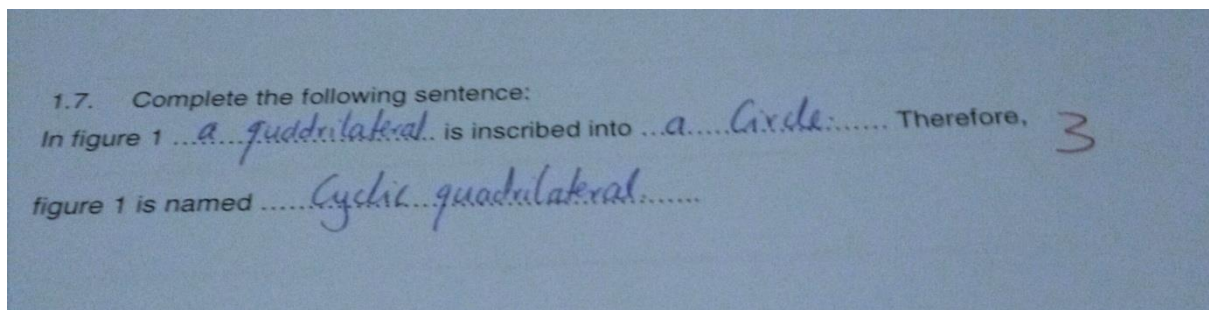 1.7. Complete the following sentence:
In figure 1 ...a...quddrilateral.. is inscribed into ...a.....Circle....... Therefore, 3
figure 1 is named ......Cyclic..quadrilateral.......